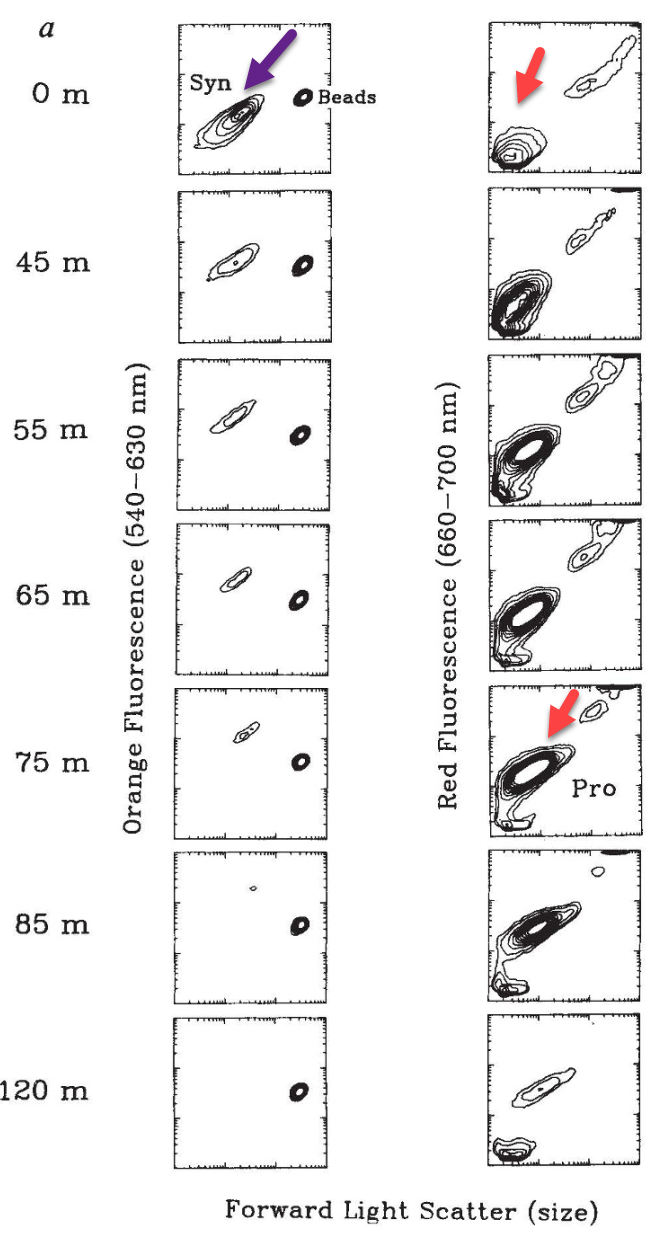 a
0 m
Syn
Beads
45 m
55 m
65 m
75 m
Pro
85 m
120 m
Orange Fluorescence (540–630 nm)
Red Fluorescence (660–700 nm)
Forward Light Scatter (size)